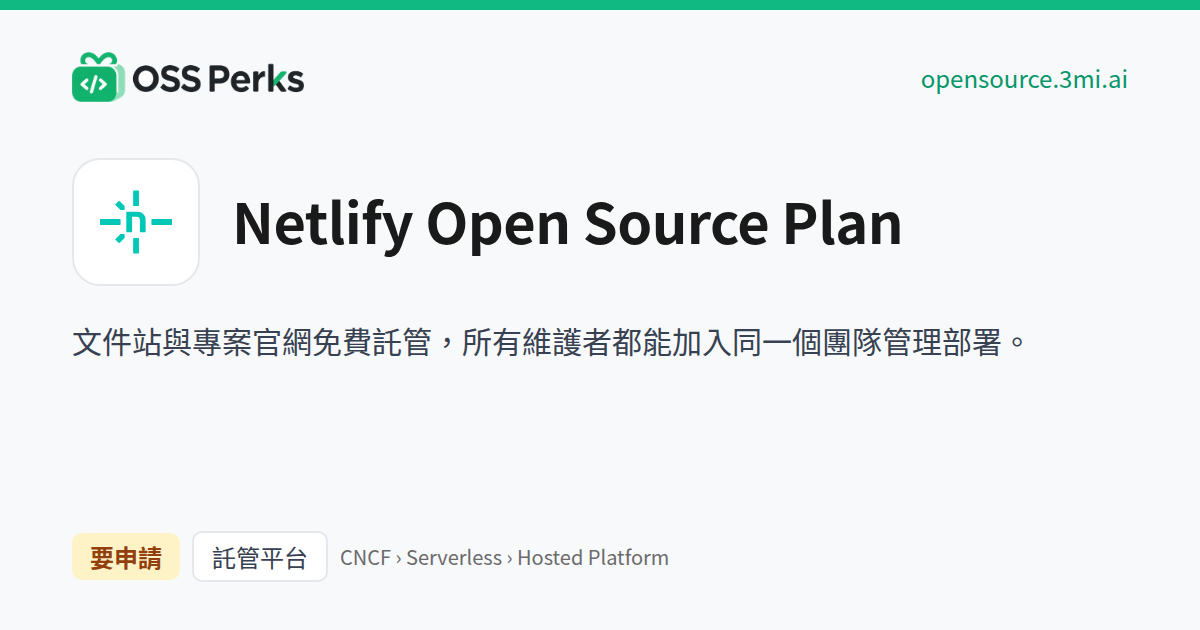 OSS Perks
opensource.3mi.ai
Netlify Open Source Plan
文件站與專案官網免費託管，所有維護者都能加入同一個團隊管理部署。
要申請
託管平台
CNCF › Serverless › Hosted Platform